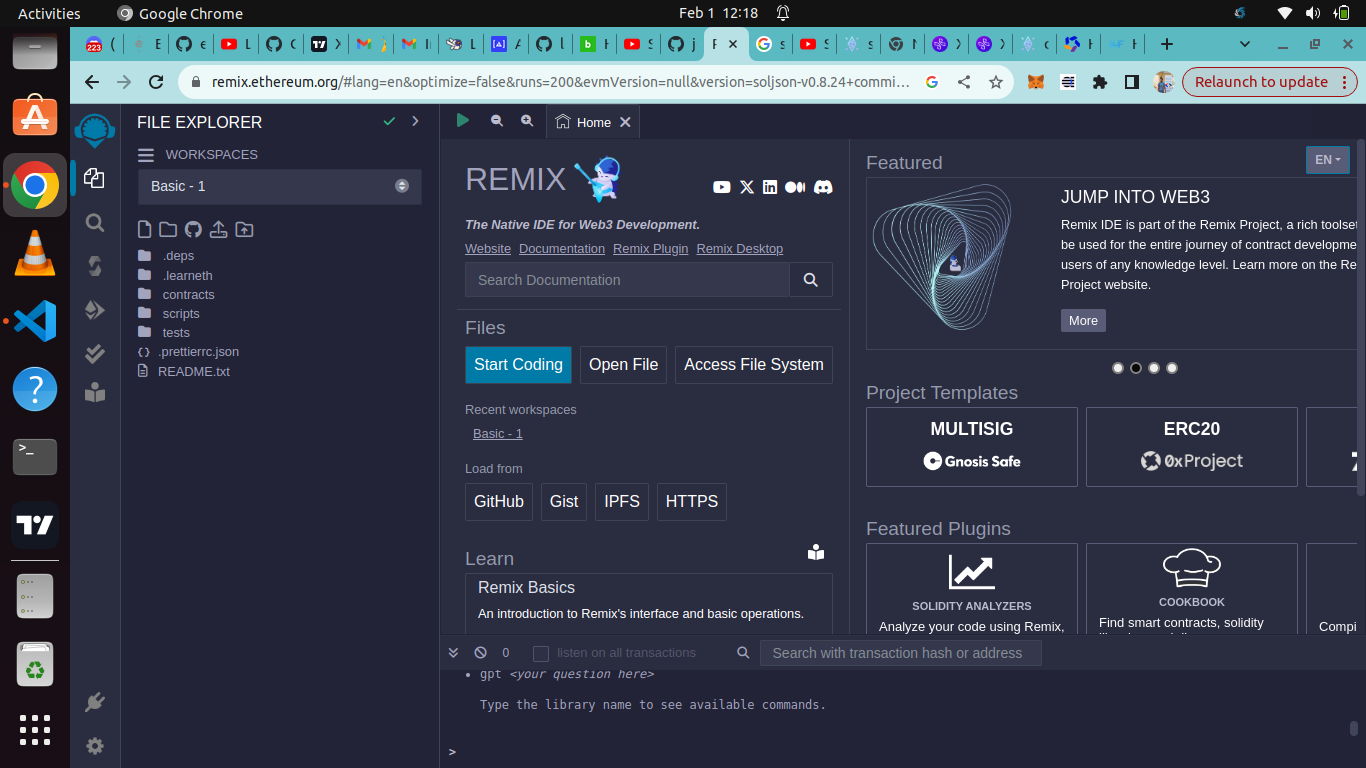 Activities Google Chrome Feb 1 12:18
223
remix.ethereum.org/#lang=en&optimize=false&runs=200&evmVersion=null&version=soljson-v0.8.24+commi... Relaunch to update
FILE EXPLORER
WORKSPACES
Basic - 1
.deps
.learneth
contracts
scripts
tests
.prettierrc.json
README.txt
Home
REMIX
The Native IDE for Web3 Development.
Website Documentation Remix Plugin Remix Desktop
Search Documentation
Files
Start Coding Open File Access File System
Recent workspaces
Basic - 1
Load from
GitHub Gist IPFS HTTPS
Learn
Remix Basics
An introduction to Remix's interface and basic operations.
Featured
EN
JUMP INTO WEB3
Remix IDE is part of the Remix Project, a rich toolset
be used for the entire journey of contract developme
users of any knowledge level. Learn more on the Re
Project website.
More
Project Templates
MULTISIG
Gnosis Safe
ERC20
0xProject
Featured Plugins
SOLIDITY ANALYZERS
Analyze your code using Remix,
COOKBOOK
Find smart contracts, solidity
Compi
0 listen on all transactions Search with transaction hash or address
gpt <your question here>
Type the library name to see available commands.
>